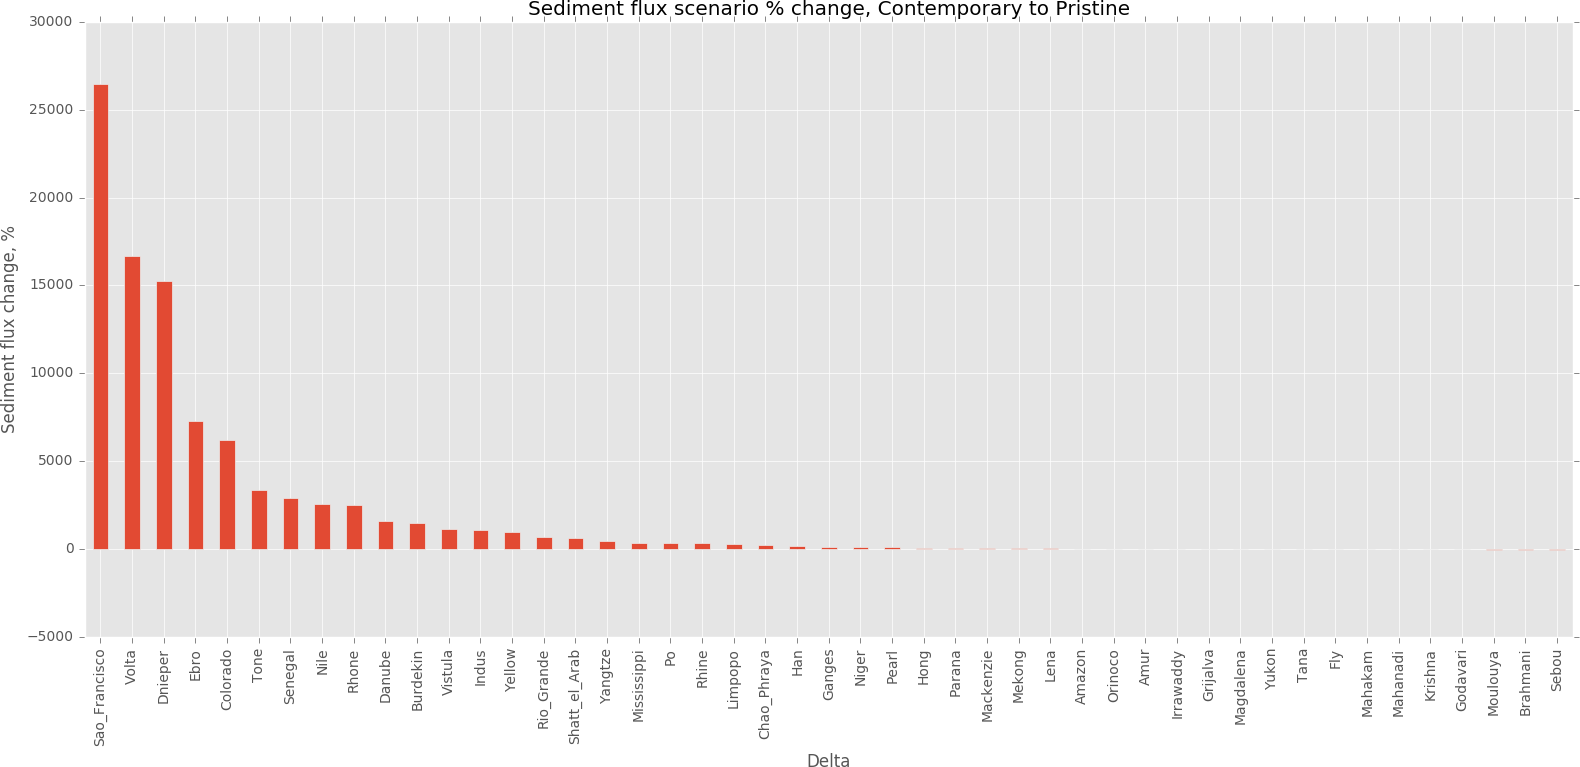 Sediment flux scenario % change, Contemporary to Pristine
30000
25000
20000
15000
10000
5000
0
−5000
Sediment flux change, %
Sao_Francisco
Volta
Dnieper
Ebro
Colorado
Tone
Senegal
Nile
Rhone
Danube
Burdekin
Vistula
Indus
Yellow
Rio_Grande
Shatt_el_Arab
Yangtze
Mississippi
Po
Rhine
Limpopo
Chao_Phraya
Han
Ganges
Niger
Pearl
Hong
Parana
Mackenzie
Mekong
Lena
Amazon
Orinoco
Amur
Irrawaddy
Grijalva
Magdalena
Yukon
Tana
Fly
Mahakam
Mahanadi
Krishna
Godavari
Moulouya
Brahmani
Sebou
Delta